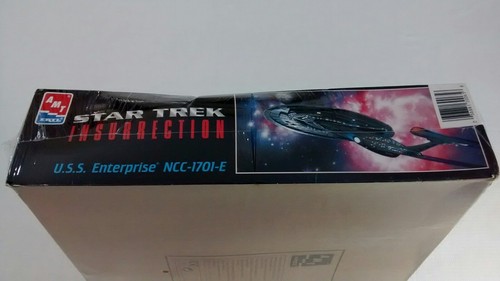 AMT
ERTL
STAR TREK
INSURRECTION
U.S.S. Enterprise® NCC-1701-E